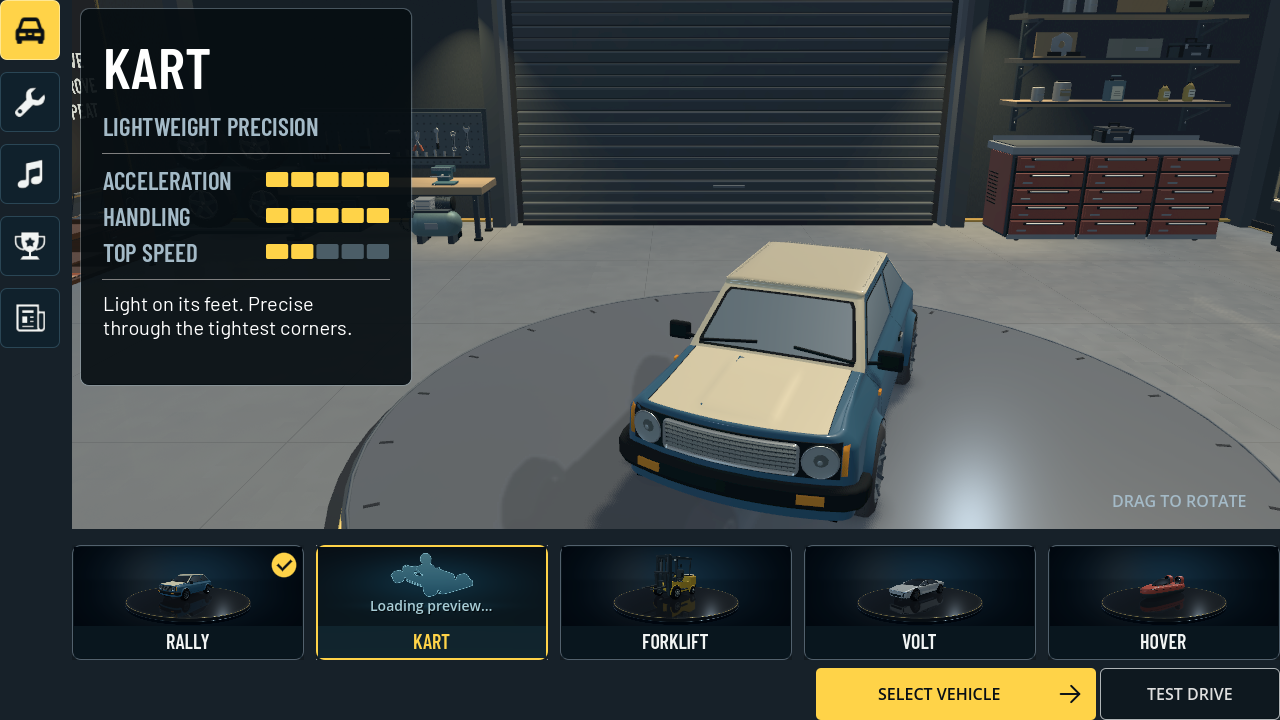 KART
LIGHTWEIGHT PRECISION
ACCELERATION
HANDLING
TOP SPEED
Light on its feet. Precise
through the tightest corners.
DRAG TO ROTATE
Loading preview...
RALLY
KART
FORKLIFT
VOLT
HOVER
SELECT VEHICLE
TEST DRIVE